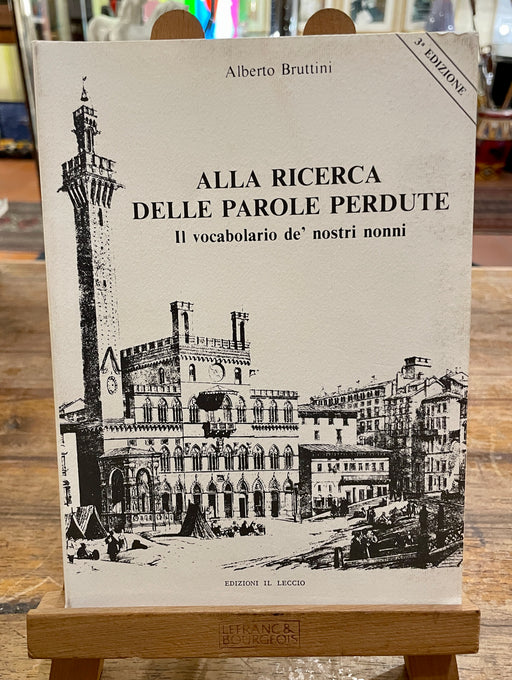 Alberto Bruttini
3ª EDIZIONE
ALLA RICERCA
DELLE PAROLE PERDUTE
Il vocabolario de' nostri nonni
EDIZIONI IL LECCIO
LEFRANC &
BOURGEOIS